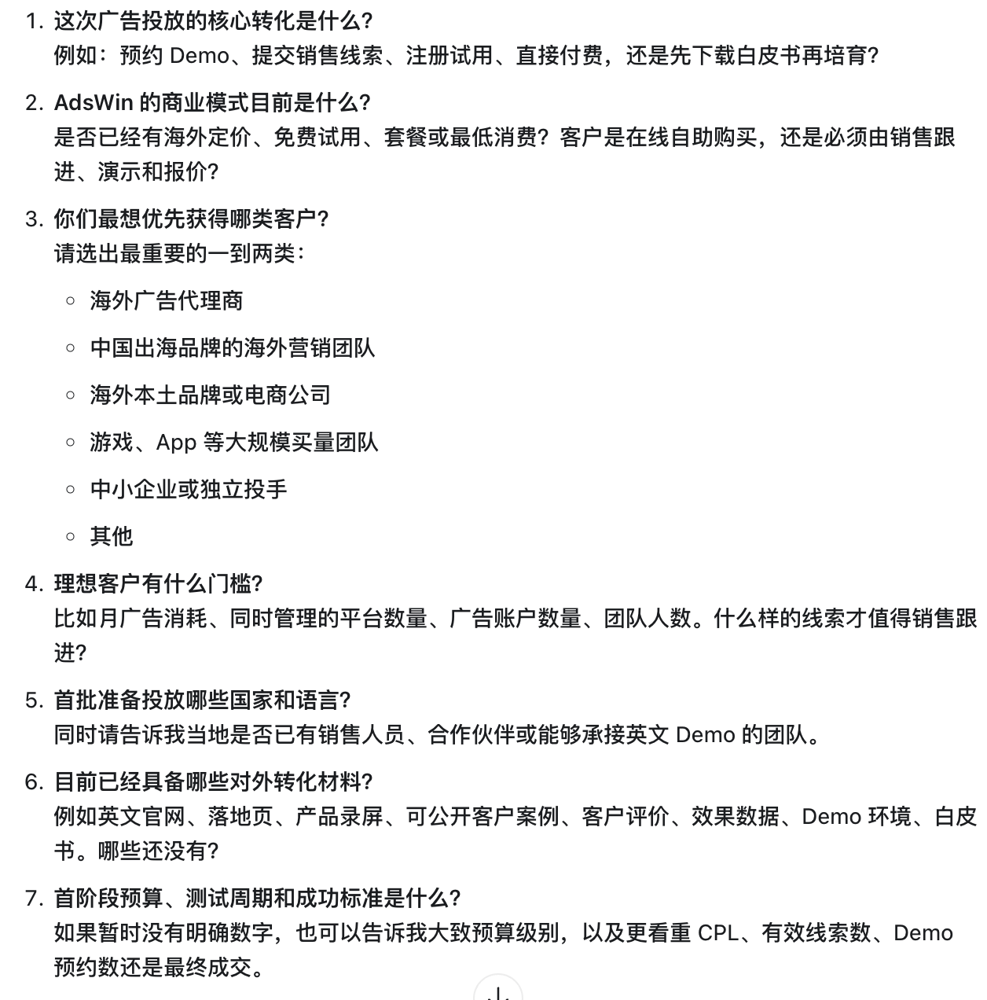 1. 这次广告投放的核心转化是什么？
例如：预约 Demo、提交销售线索、注册试用、直接付费，还是先下载白皮书再培育？
2. AdsWin 的商业模式目前是什么？
是否已经有海外定价、免费试用、套餐或最低消费？客户是在线自助购买，还是必须由销售跟
进、演示和报价？
3. 你们最想优先获得哪类客户？
请选出最重要的一到两类：
○ 海外广告代理商
○ 中国出海品牌的海外营销团队
○ 海外本土品牌或电商公司
○ 游戏、App 等大规模买量团队
○ 中小企业或独立投手
○ 其他
4. 理想客户有什么门槛？
比如月广告消耗、同时管理的平台数量、广告账户数量、团队人数。什么样的线索才值得销售跟
进？
5. 首批准备投放哪些国家和语言？
同时请告诉我当地是否已有销售人员、合作伙伴或能够承接英文 Demo 的团队。
6. 目前已经具备哪些对外转化材料？
例如英文官网、落地页、产品录屏、可公开客户案例、客户评价、效果数据、Demo 环境、白皮
书。哪些还没有？
7. 首阶段预算、测试周期和成功标准是什么？
如果暂时没有明确数字，也可以告诉我大致预算级别，以及更看重 CPL、有效线索数、Demo
预约数还是最终成交。